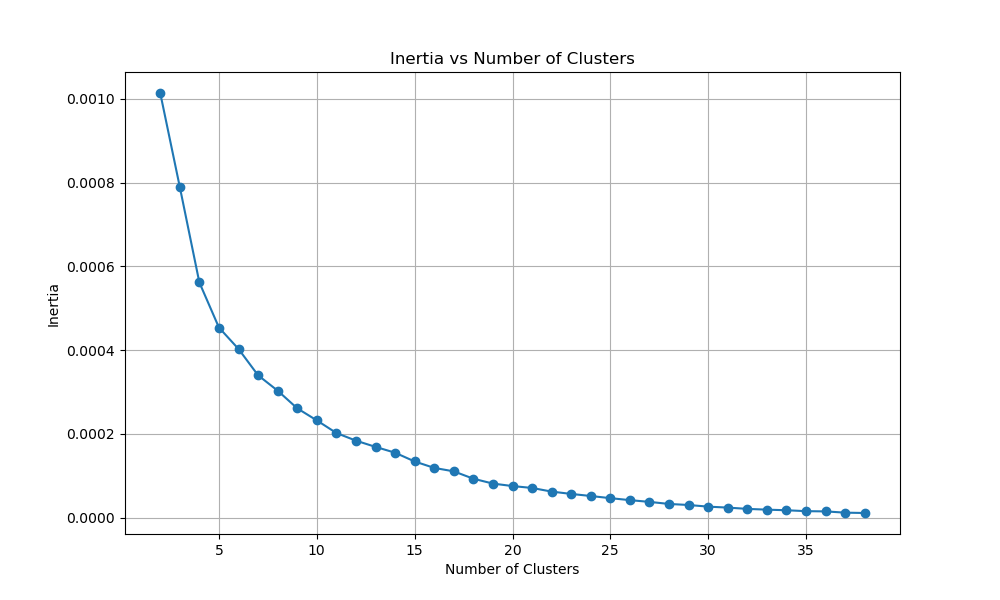 Inertia vs Number of Clusters
0.0010
0.0008
0.0006
0.0004
0.0002
0.0000
Inertia
5 10 15 20 25 30 35
Number of Clusters